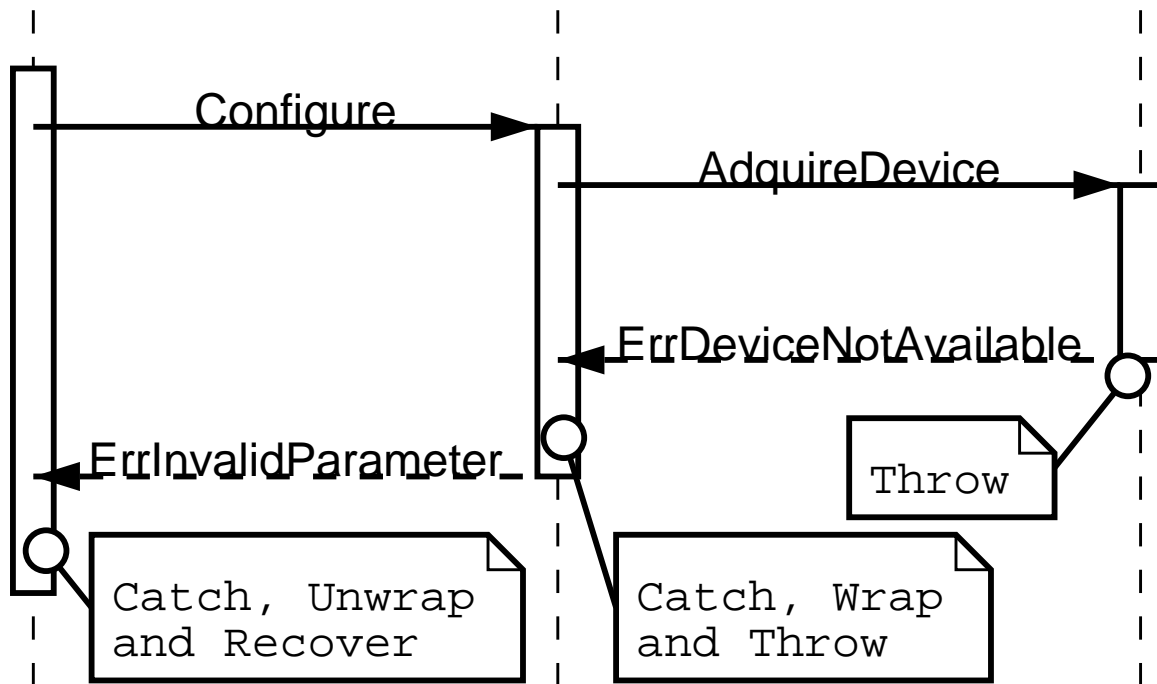 Configure
AdquireDevice
ErrDeviceNotAvailable
ErrInvalidParameter
Throw
Catch, Unwrap
and Recover
Catch, Wrap
and Throw